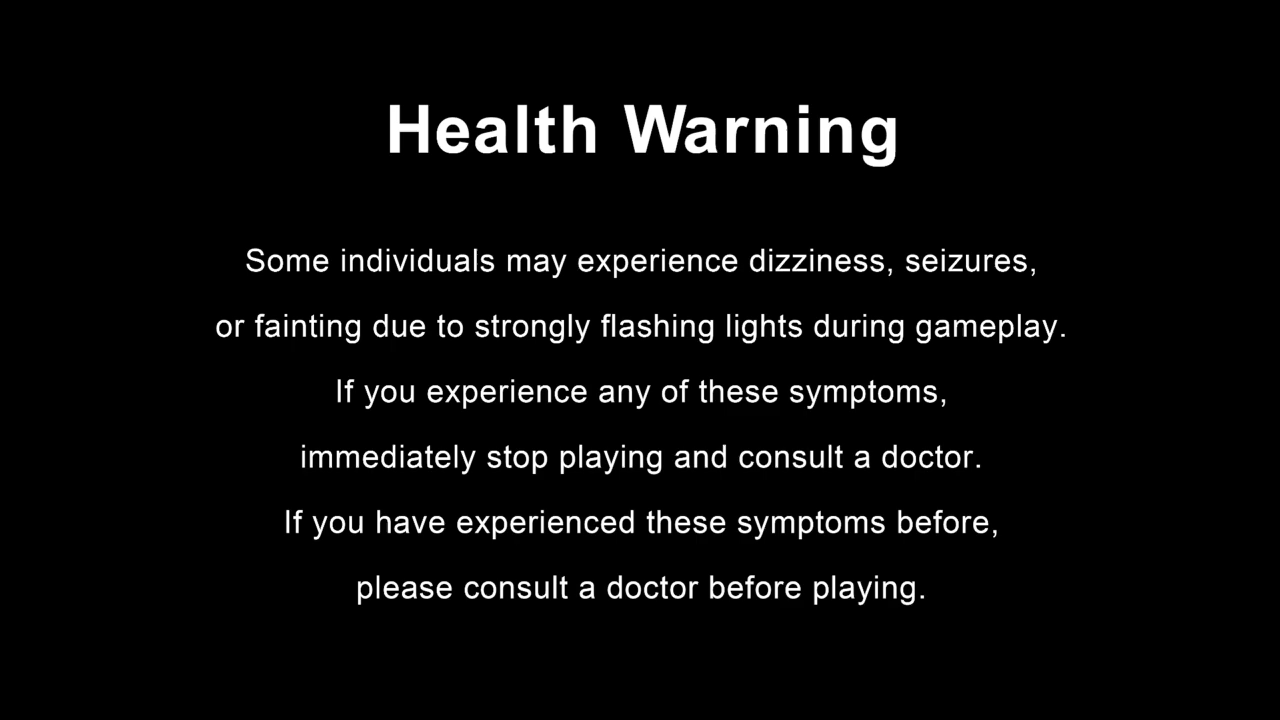 Health Warning
Some individuals may experience dizziness, seizures,
or fainting due to strongly flashing lights during gameplay.
If you experience any of these symptoms,
immediately stop playing and consult a doctor.
If you have experienced these symptoms before,
please consult a doctor before playing.